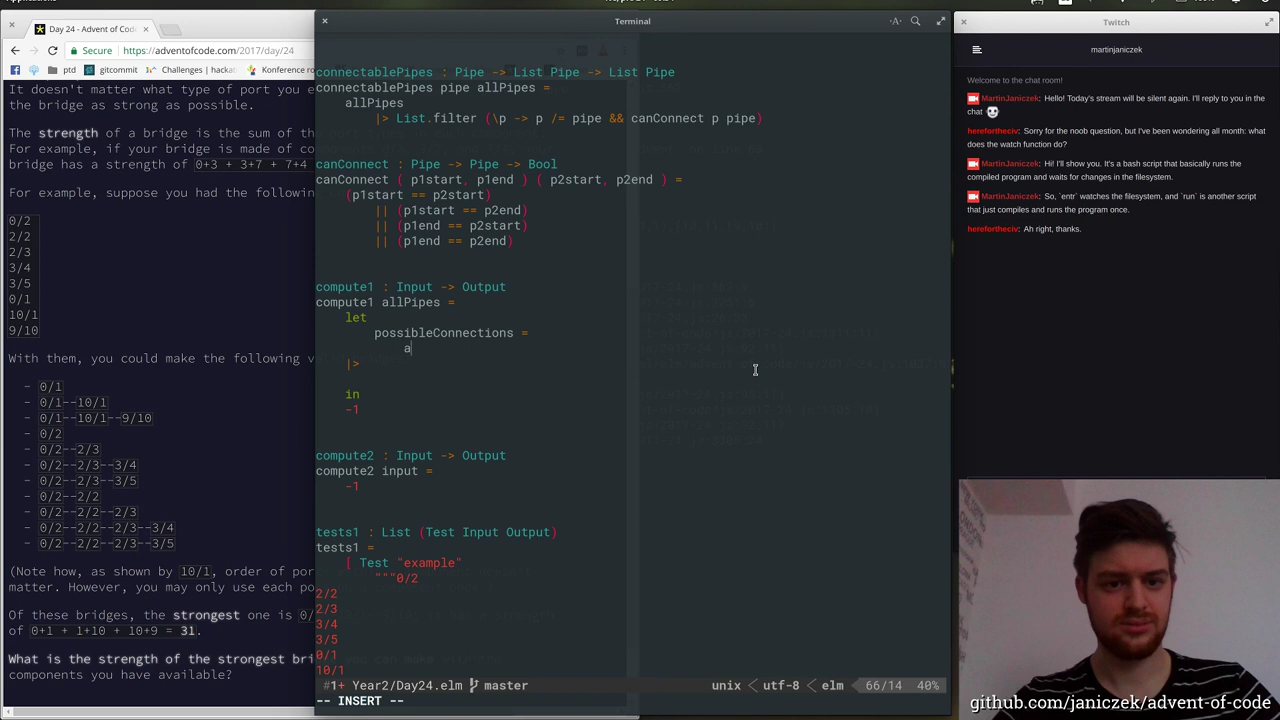 Terminal
Twitch
Day 24 - Advent of Cod
Secure
https://adventofcode.com/2017/day/24
ptd
gitcommit
Challenges | hacka
Konference ro
It doesn't matter what type of port you e
the bridge as strong as possible.
The strength of a bridge is the sum of th
For example, if your bridge is made of co
bridge has a strength of 0+3 + 3+7 + 7+4
For example, suppose you had the followin
0/2
2/2
2/3
3/4
3/5
0/1
10/1
9/10
With them, you could make the following v
- 0/1
- 0/1--10/1
- 0/1--10/1--9/10
- 0/2
- 0/2--2/3
- 0/2--2/3--3/4
- 0/2--2/3--3/5
- 0/2--2/2
- 0/2--2/2--2/3
- 0/2--2/2--2/3--3/4
- 0/2--2/2--2/3--3/5
(Note how, as shown by 10/1, order of por
matter. However, you may only use each po
Of these bridges, the strongest one is 0/
of 0+1 + 1+10 + 10+9 = 31.
What is the strength of the strongest bri
components you have available?
connectablePipes : Pipe -> List Pipe -> List Pipe
connectablePipes pipe allPipes =
allPipes
|> List.filter (\p -> p /= pipe && canConnect p pipe)
canConnect : Pipe -> Pipe -> Bool
canConnect ( p1start, p1end ) ( p2start, p2end ) =
(p1start == p2start)
|| (p1start == p2end)
|| (p1end == p2start)
|| (p1end == p2end)
compute1 : Input -> Output
compute1 allPipes =
let
possibleConnections =
a
|>
in
-1
compute2 : Input -> Output
compute2 input =
-1
tests1 : List (Test Input Output)
tests1 =
[ Test "example"
"""0/2
2/2
2/3
3/4
3/5
0/1
10/1
#1+ Year2/Day24.elm
master
unix < utf-8 < elm
66/14
40%
-- INSERT --
martinjaniczek
Welcome to the chat room!
MartinJaniczek: Hello! Today's stream will be silent again. I'll reply to you in the
chat
herefortheciv: Sorry for the noob question, but I've been wondering all month: what
does the watch function do?
MartinJaniczek: Hi! I'll show you. It's a bash script that basically runs the
compiled program and waits for changes in the filesystem.
MartinJaniczek: So, `entr` watches the filesystem, and `run` is another script
that just compiles and runs the program once.
herefortheciv: Ah right, thanks.
github.com/janiczek/advent-of-code